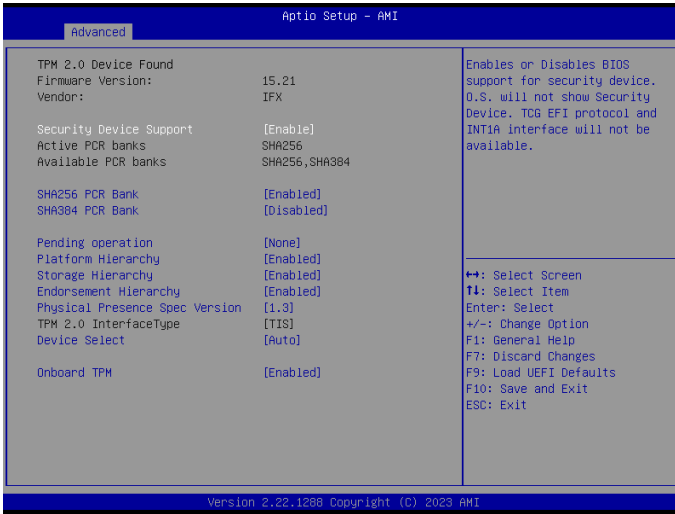 Aptio Setup - AMI
Advanced
TPM 2.0 Device Found
Firmware Version: 15.21
Vendor: IFX
Security Device Support [Enable]
Active PCR banks SHA256
Available PCR banks SHA256,SHA384
SHA256 PCR Bank [Enabled]
SHA384 PCR Bank [Disabled]
Pending operation [None]
Platform Hierarchy [Enabled]
Storage Hierarchy [Enabled]
Endorsement Hierarchy [Enabled]
Physical Presence Spec Version [1.3]
TPM 2.0 InterfaceType [TIS]
Device Select [Auto]
Onboard TPM [Enabled]
Enables or Disables BIOS
support for security device.
O.S. will not show Security
Device. TCG EFI protocol and
INT1A interface will not be
available.
↔: Select Screen
↑↓: Select Item
Enter: Select
+/-: Change Option
F1: General Help
F7: Discard Changes
F9: Load UEFI Defaults
F10: Save and Exit
ESC: Exit
Version 2.22.1288 Copyright (C) 2023 AMI